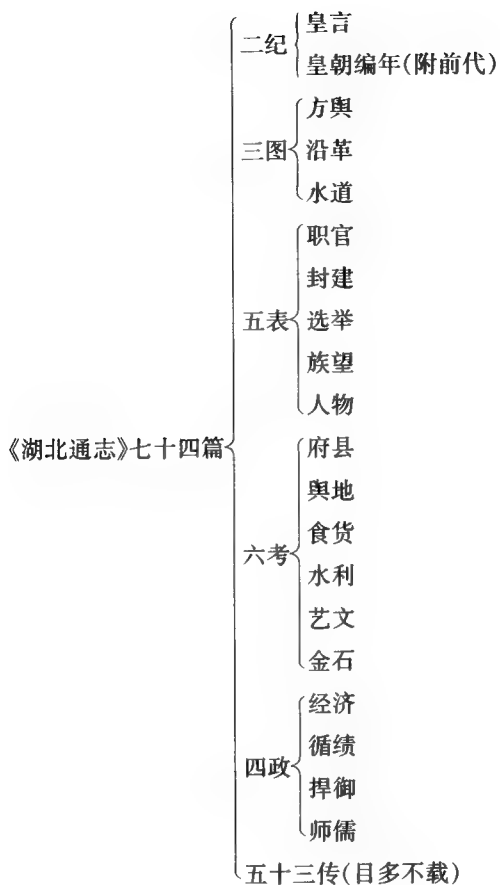 《湖北通志》七十四篇
二纪
皇言
皇朝编年(附前代)
三图
方舆
沿革
水道
五表
职官
封建
选举
族望
人物
六考
府县
舆地
食货
水利
艺文
金石
四政
经济
循绩
捍御
师儒
五十三传(目多不载)